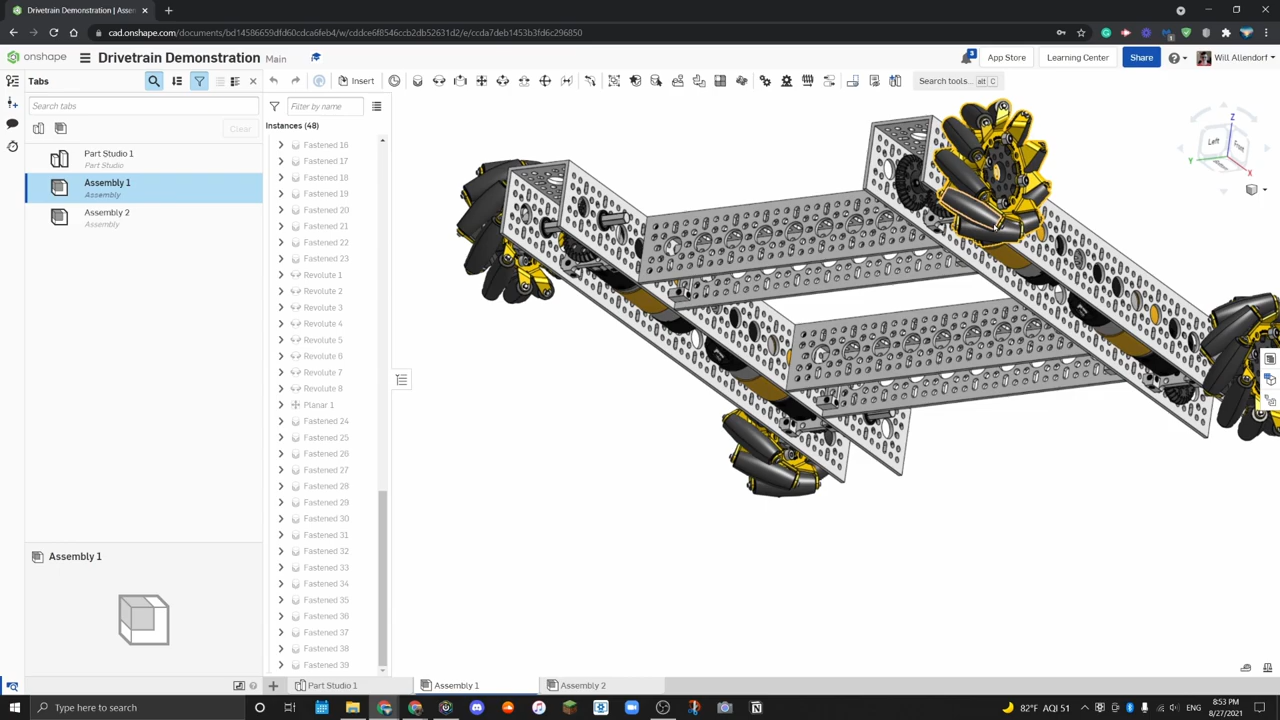 Drivetrain Demonstration | Assem
cad.onshape.com/documents/bd14586659dfd60cdca6feb4/w/cddce6cf8546ccb2db52631d2/e/ccda7deb1453b3fd6c296850
onshape
Drivetrain Demonstration Main
3
App Store
Learning Center
Share
Will Allendorf
Tabs
Insert
Search tools... alt C
Search tabs
Clear
Filter by name
Instances (48)
Part Studio 1
Part Studio
Assembly 1
Assembly
Assembly 2
Assembly
Fastened 16
Fastened 17
Fastened 18
Fastened 19
Fastened 20
Fastened 21
Fastened 22
Fastened 23
Revolute 1
Revolute 2
Revolute 3
Revolute 4
Revolute 5
Revolute 6
Revolute 7
Revolute 8
Planar 1
Fastened 24
Fastened 25
Fastened 26
Fastened 27
Fastened 28
Fastened 29
Fastened 30
Fastened 31
Fastened 32
Fastened 33
Fastened 34
Fastened 35
Fastened 36
Fastened 37
Fastened 38
Fastened 39
Z
Left
Front
Y
X
Assembly 1
Part Studio 1
Assembly 1
Assembly 2
Type here to search
82°F AQI 51
8:53 PM
8/27/2021